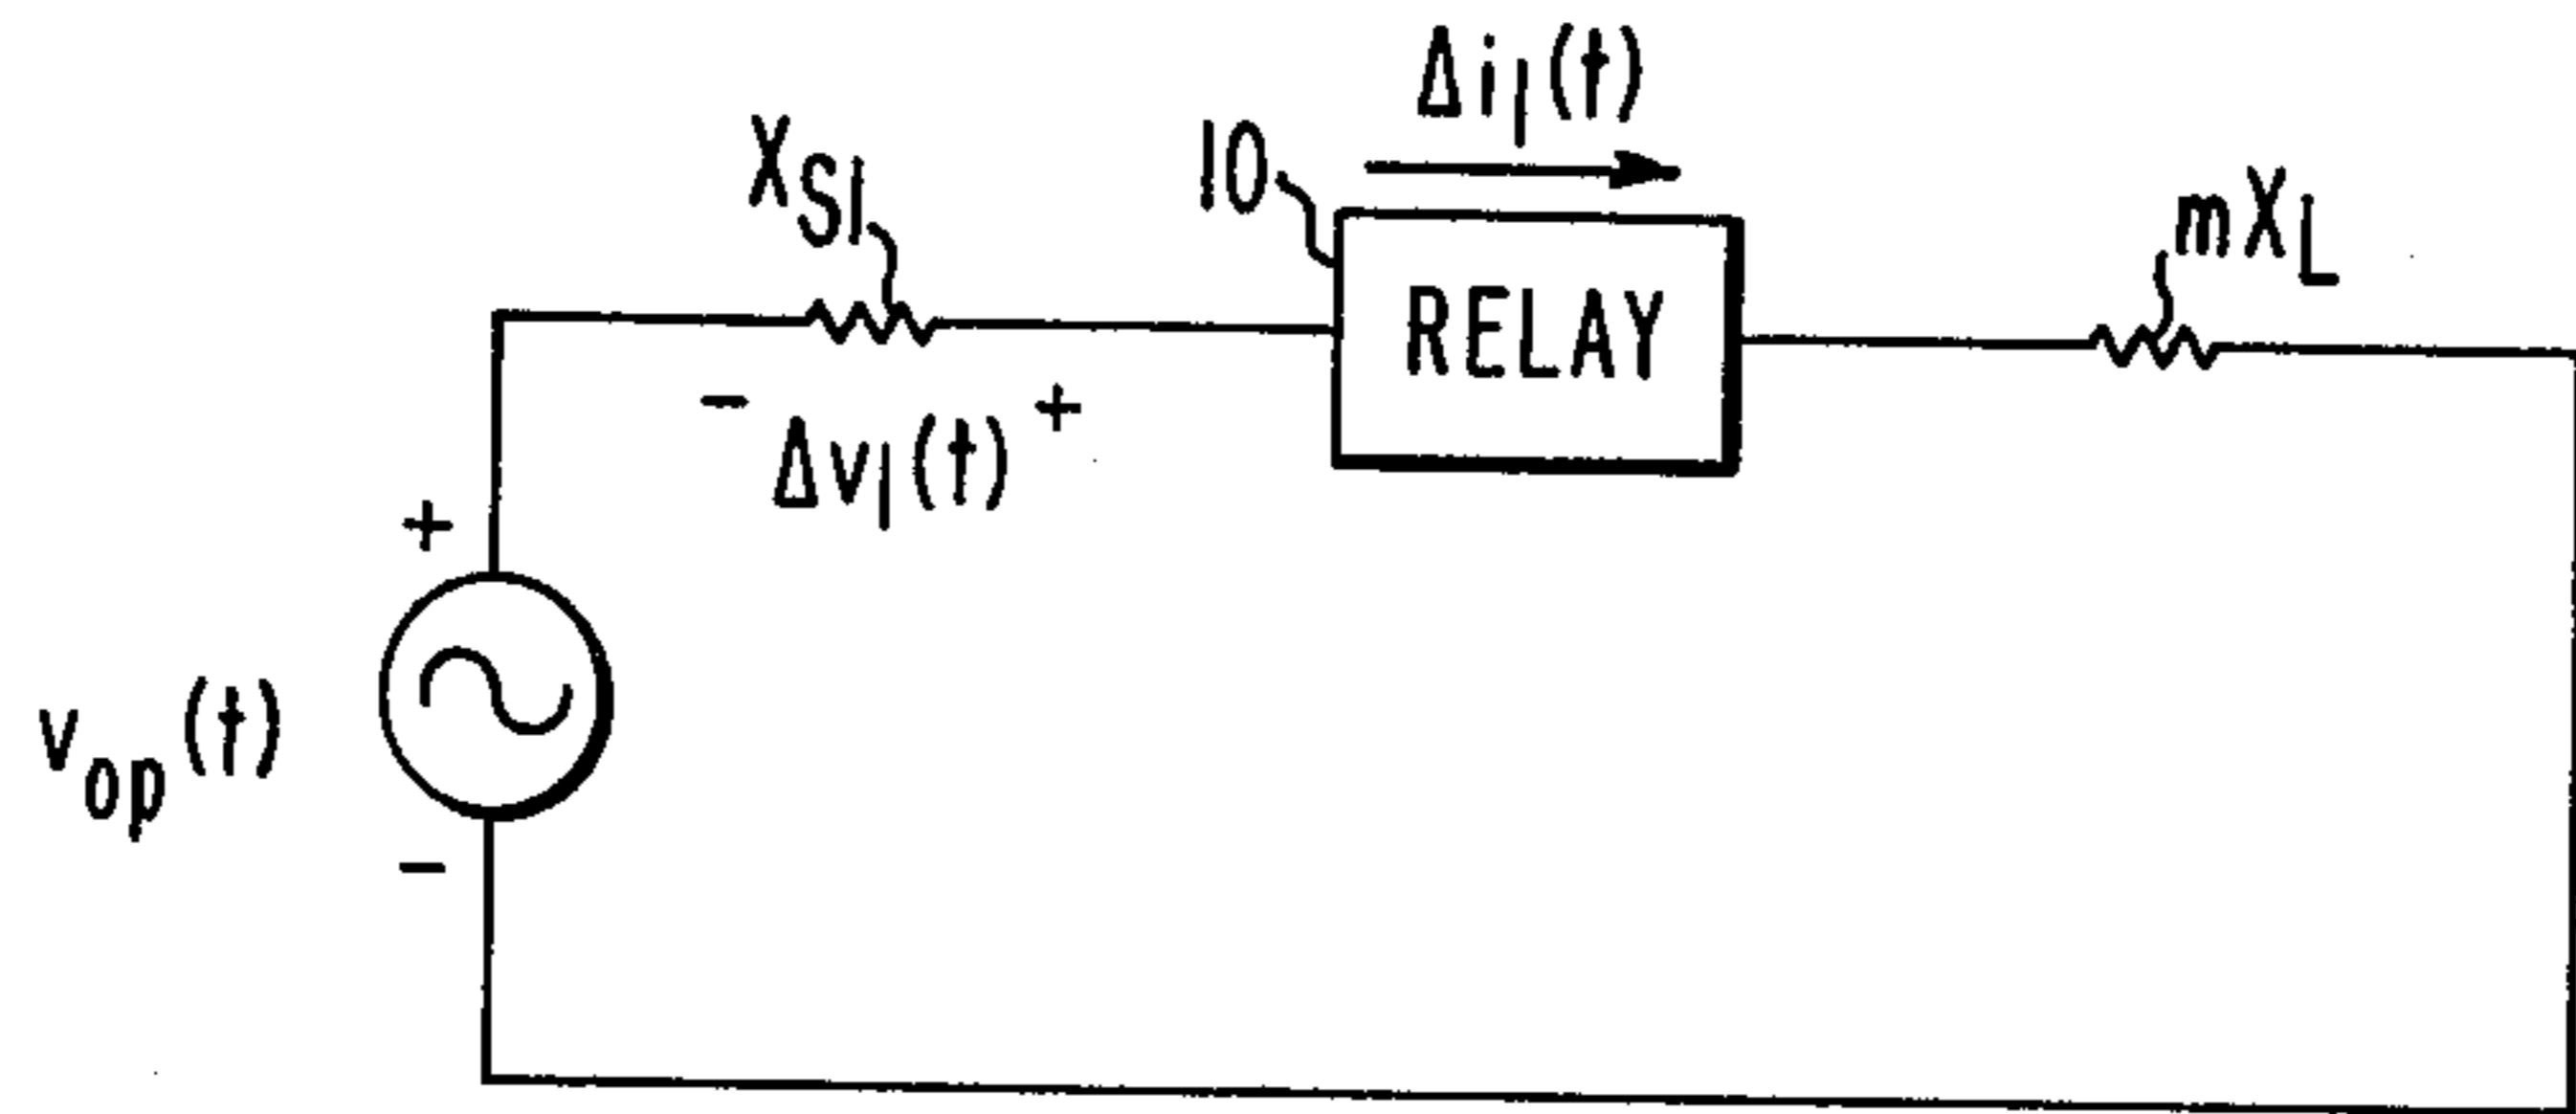 Δi₁(t)
X_S1
10
mX_L
RELAY
− Δv₁(t) +
+
v_op(t)
−